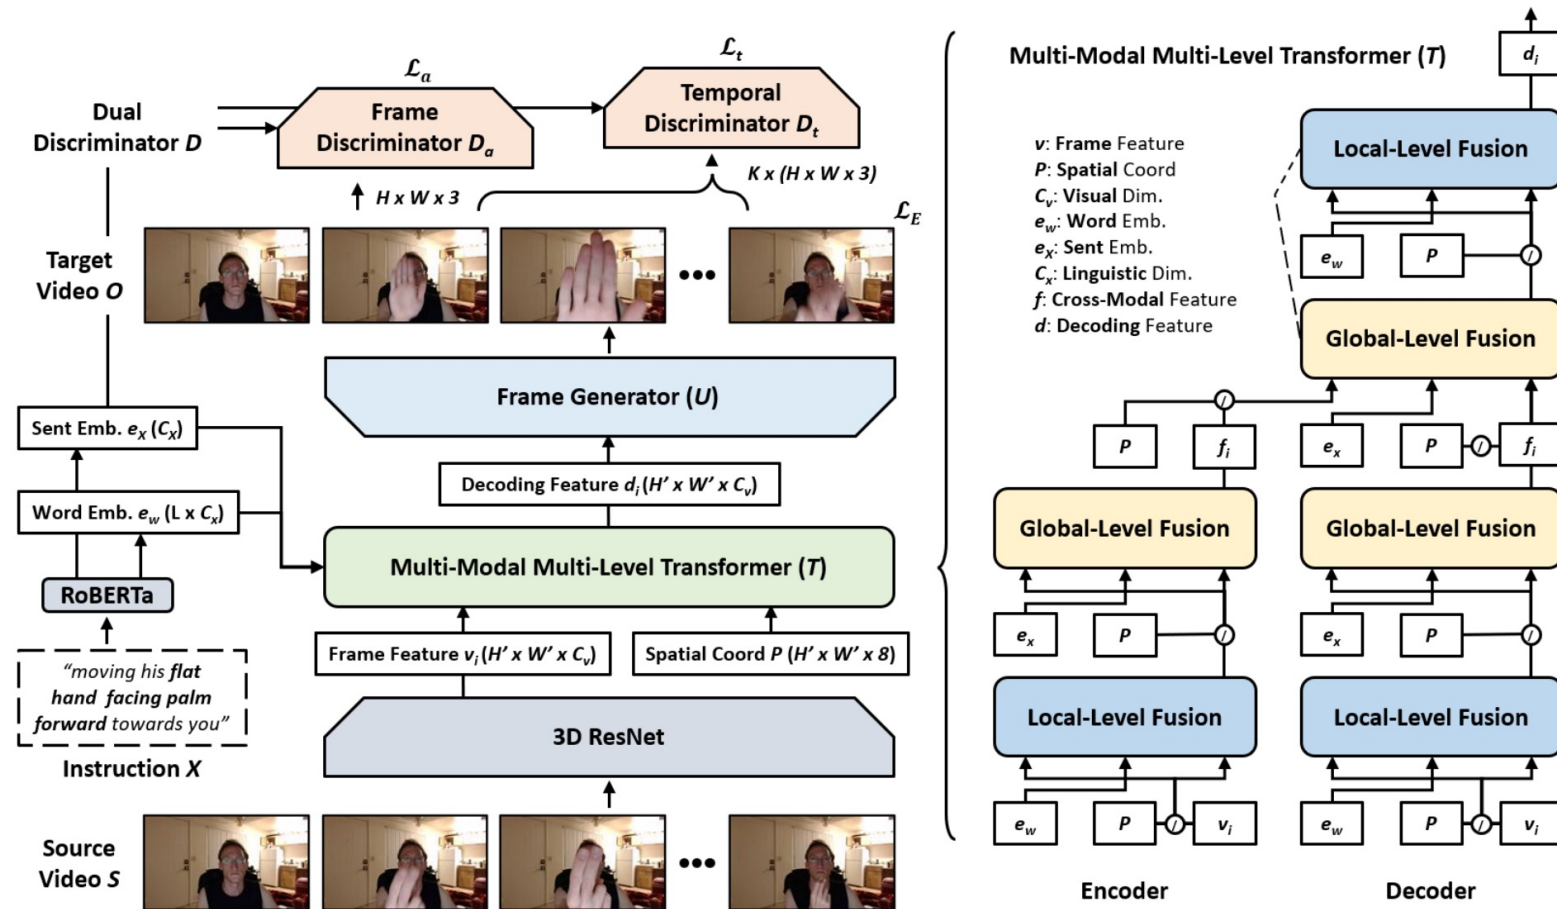 Dual
Discriminator D
ℒa
Frame
Discriminator Da
ℒt
Temporal
Discriminator Dt
H x W x 3
K x (H x W x 3)
ℒE
Target
Video O
•••
Frame Generator (U)
Sent Emb. eX (CX)
Decoding Feature di (H' x W' x Cv)
Word Emb. ew (L x Cx)
Multi-Modal Multi-Level Transformer (T)
RoBERTa
Frame Feature vi (H' x W' x Cv)
Spatial Coord P (H' x W' x 8)
“moving his flat
hand facing palm
forward towards you”
Instruction X
3D ResNet
Source
Video S
•••
Multi-Modal Multi-Level Transformer (T)
di
v: Frame Feature
P: Spatial Coord
Cv: Visual Dim.
ew: Word Emb.
eX: Sent Emb.
Cx: Linguistic Dim.
f: Cross-Modal Feature
d: Decoding Feature
Local-Level Fusion
ew
P
/
Global-Level Fusion
/
P
fi
ex
P
/
fi
Global-Level Fusion
Global-Level Fusion
ex
P
/
ex
P
/
Local-Level Fusion
Local-Level Fusion
ew
P
/
vi
ew
P
/
vi
Encoder
Decoder